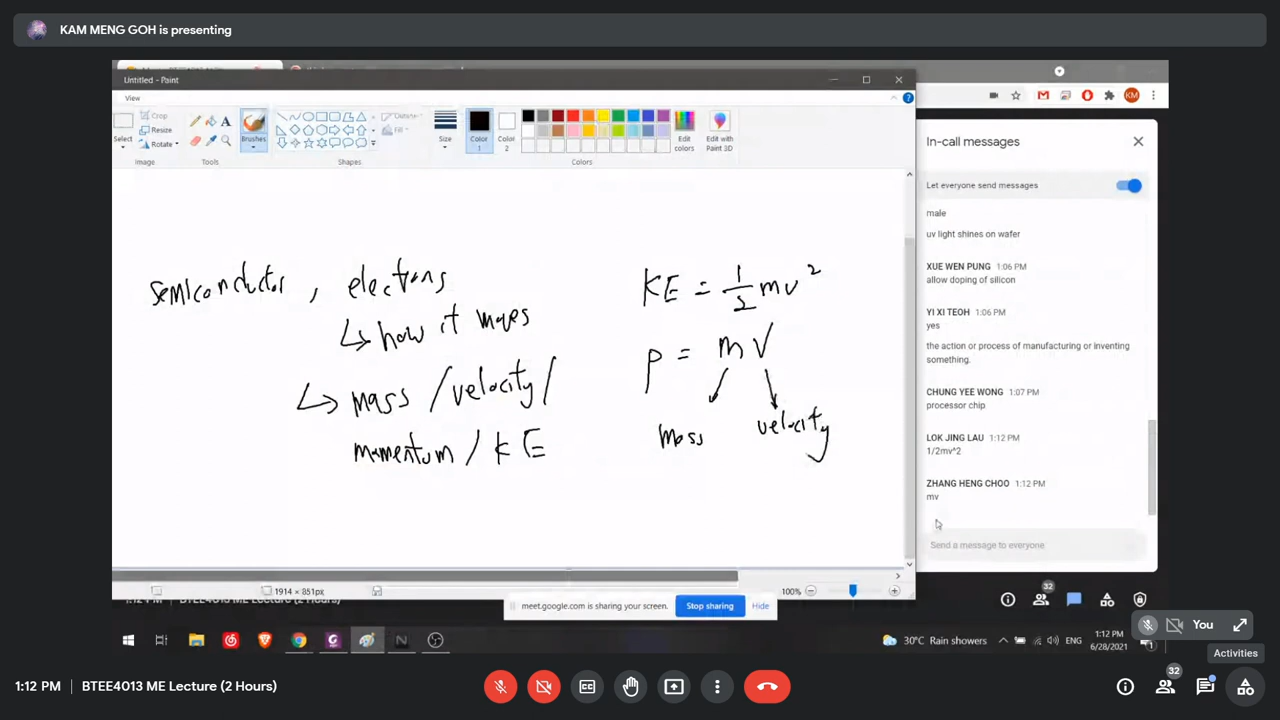 KAM MENG GOH is presenting
Untitled - Paint
View
Select
Crop
Resize
Rotate
Brushes
Outline
Fill
Size
Color 1
Color 2
Edit colors
Edit with Paint 3D
Image
Tools
Shapes
Colors
semiconductor, electrons
↳ how it moves
↳ mass / velocity /
momentum / KE
KE = 1/2 mv²
p = mv
mass velocity
1914 × 851px
100%
meet.google.com is sharing your screen.
Stop sharing
Hide
KM
In-call messages
Let everyone send messages
male
uv light shines on wafer
XUE WEN PUNG 1:06 PM
allow doping of silicon
YI XI TEOH 1:06 PM
yes
the action or process of manufacturing or inventing
something.
CHUNG YEE WONG 1:07 PM
processor chip
LOK JING LAU 1:12 PM
1/2mv^2
ZHANG HENG CHOO 1:12 PM
mv
Send a message to everyone
32
You
Activities
30°C Rain showers
ENG
1:12 PM
6/28/2021
1:12 PM | BTEE4013 ME Lecture (2 Hours)
32